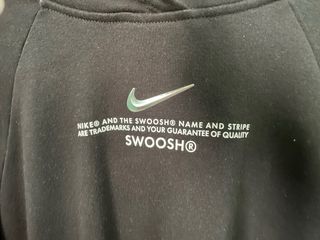 NIKE® AND THE SWOOSH® NAME AND STRIPE
ARE TRADEMARKS AND YOUR GUARANTEE OF QUALITY
SWOOSH®